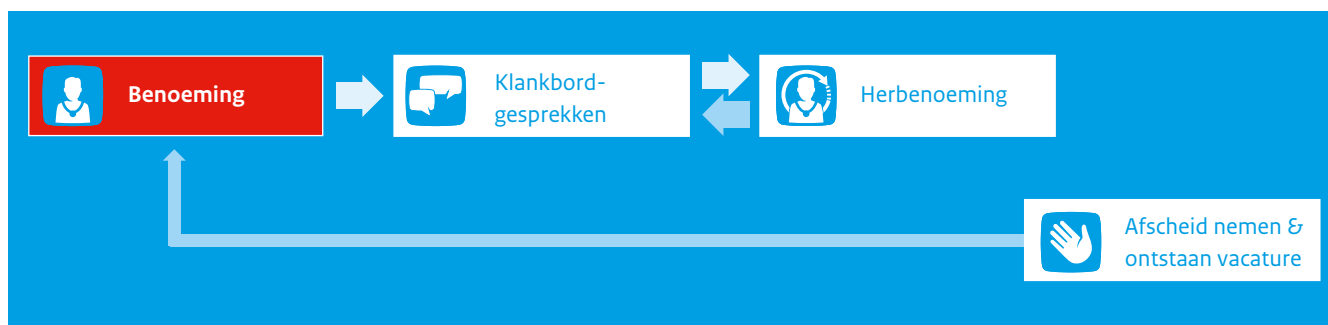 Benoeming
Klankbord-
gesprekken
Herbenoeming
Afscheid nemen &
ontstaan vacature